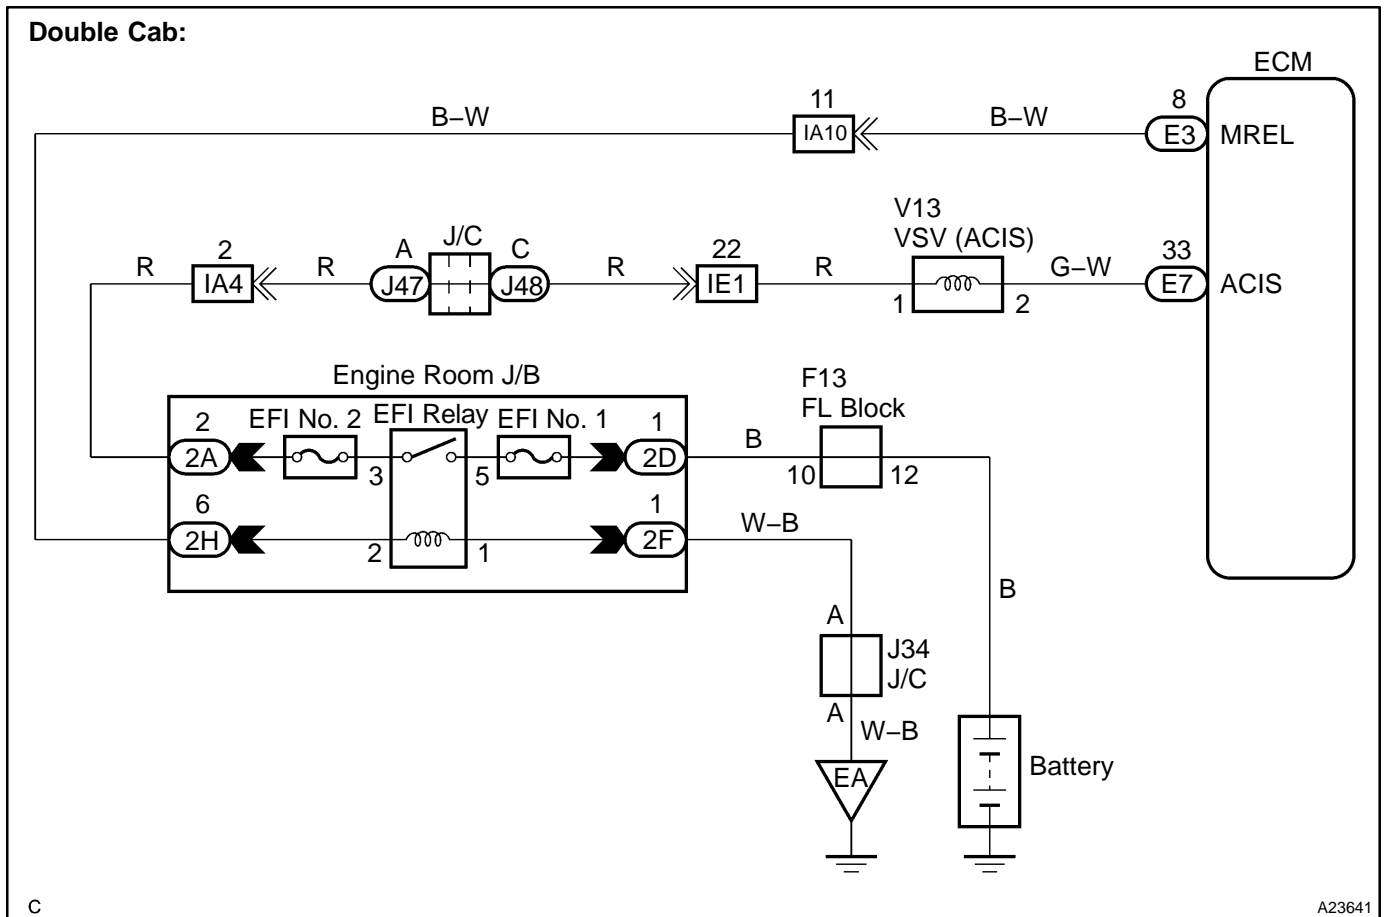 Double Cab:
ECM
11
8
B–W
IA10
B–W
E3
MREL
V13
VSV (ACIS)
J/C
2
A
C
22
33
R
IA4
R
J47
J48
R
IE1
R
G–W
E7
ACIS
1
2
Engine Room J/B
F13
FL Block
2
EFI No. 2
EFI Relay
EFI No. 1
1
2A
3
5
2D
B
10
12
6
1
2H
2
1
2F
W–B
B
A
J34
J/C
A
W–B
EA
Battery
C
A23641